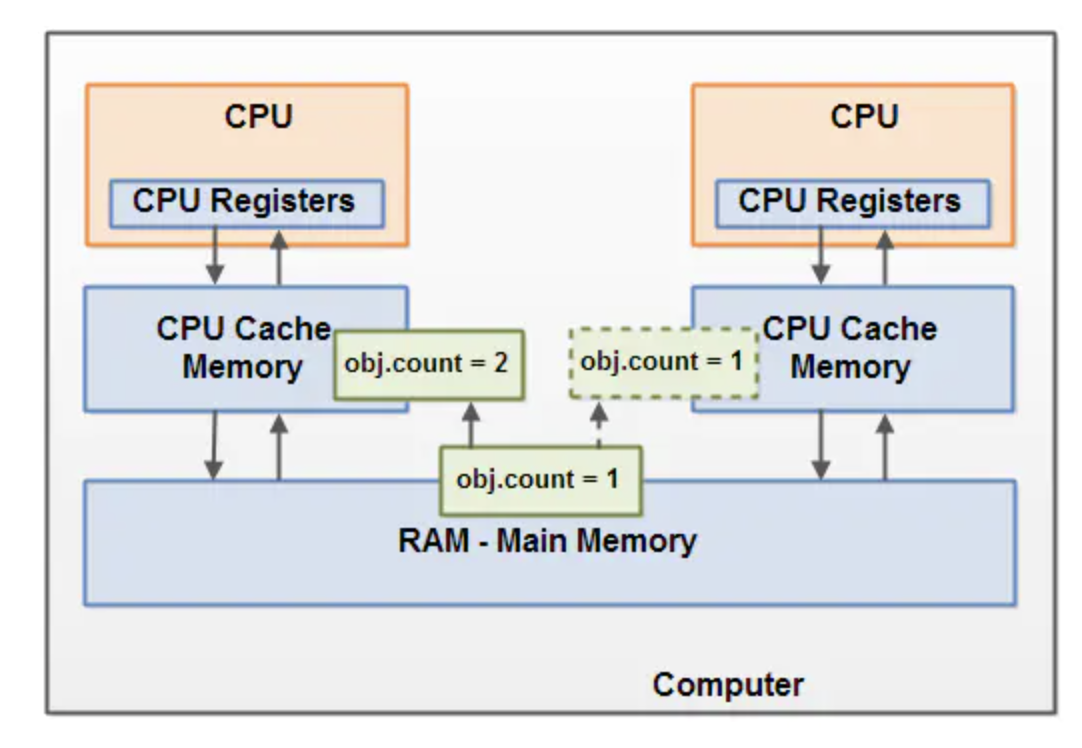 CPU
CPU Registers
CPU
CPU Registers
CPU Cache
Memory
obj.count = 2
obj.count = 1
CPU Cache
Memory
obj.count = 1
RAM - Main Memory
Computer